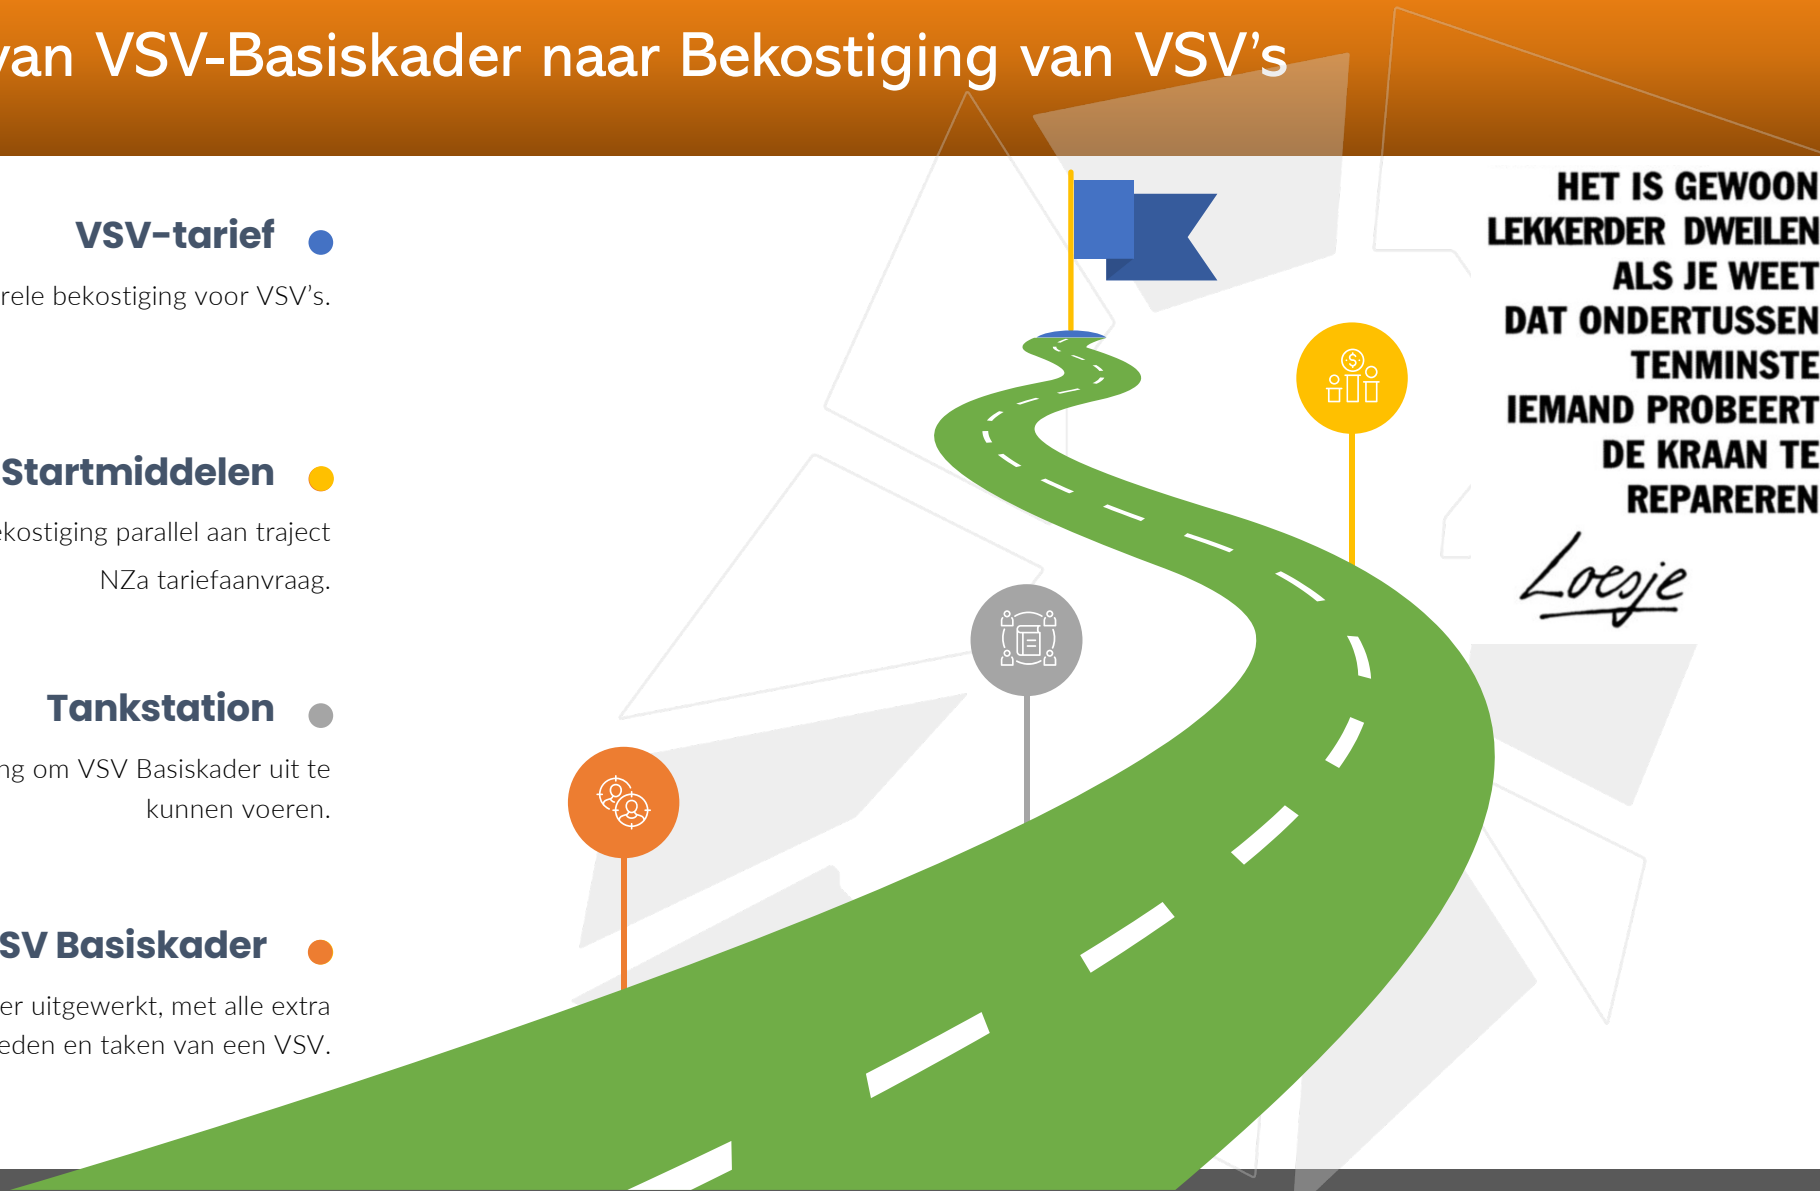 van VSV-Basiskader naar Bekostiging van VSV's
VSV-tarief
rele bekostiging voor VSV's.
Startmiddelen
ekostiging parallel aan traject
NZa tariefaanvraag.
Tankstation
ng om VSV Basiskader uit te
kunnen voeren.
SV Basiskader
er uitgewerkt, met alle extra
eden en taken van een VSV.
HET IS GEWOON
LEKKERDER DWEILEN
ALS JE WEET
DAT ONDERTUSSEN
TENMINSTE
IEMAND PROBEERT
DE KRAAN TE
REPAREREN
Loesje